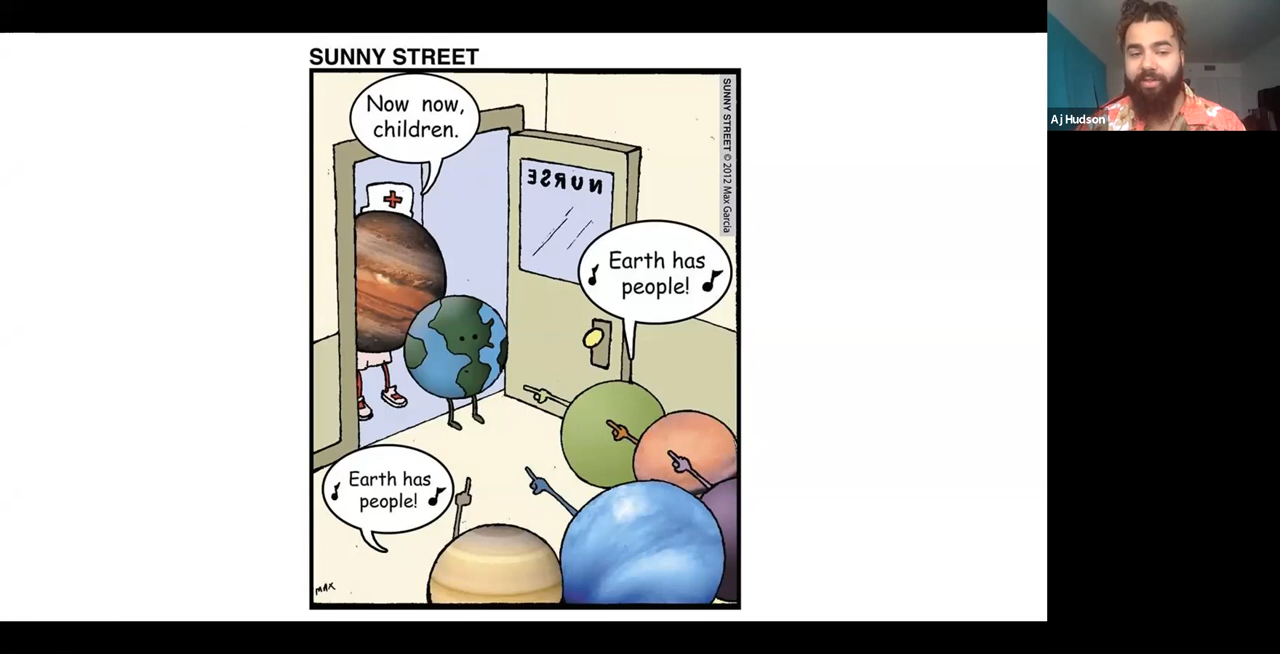 SUNNY STREET
Now now,
children.
NURSE
SUNNY STREET © 2012 Max Garcia
Earth has
people!
Earth has
people!
MAX
Aj Hudson